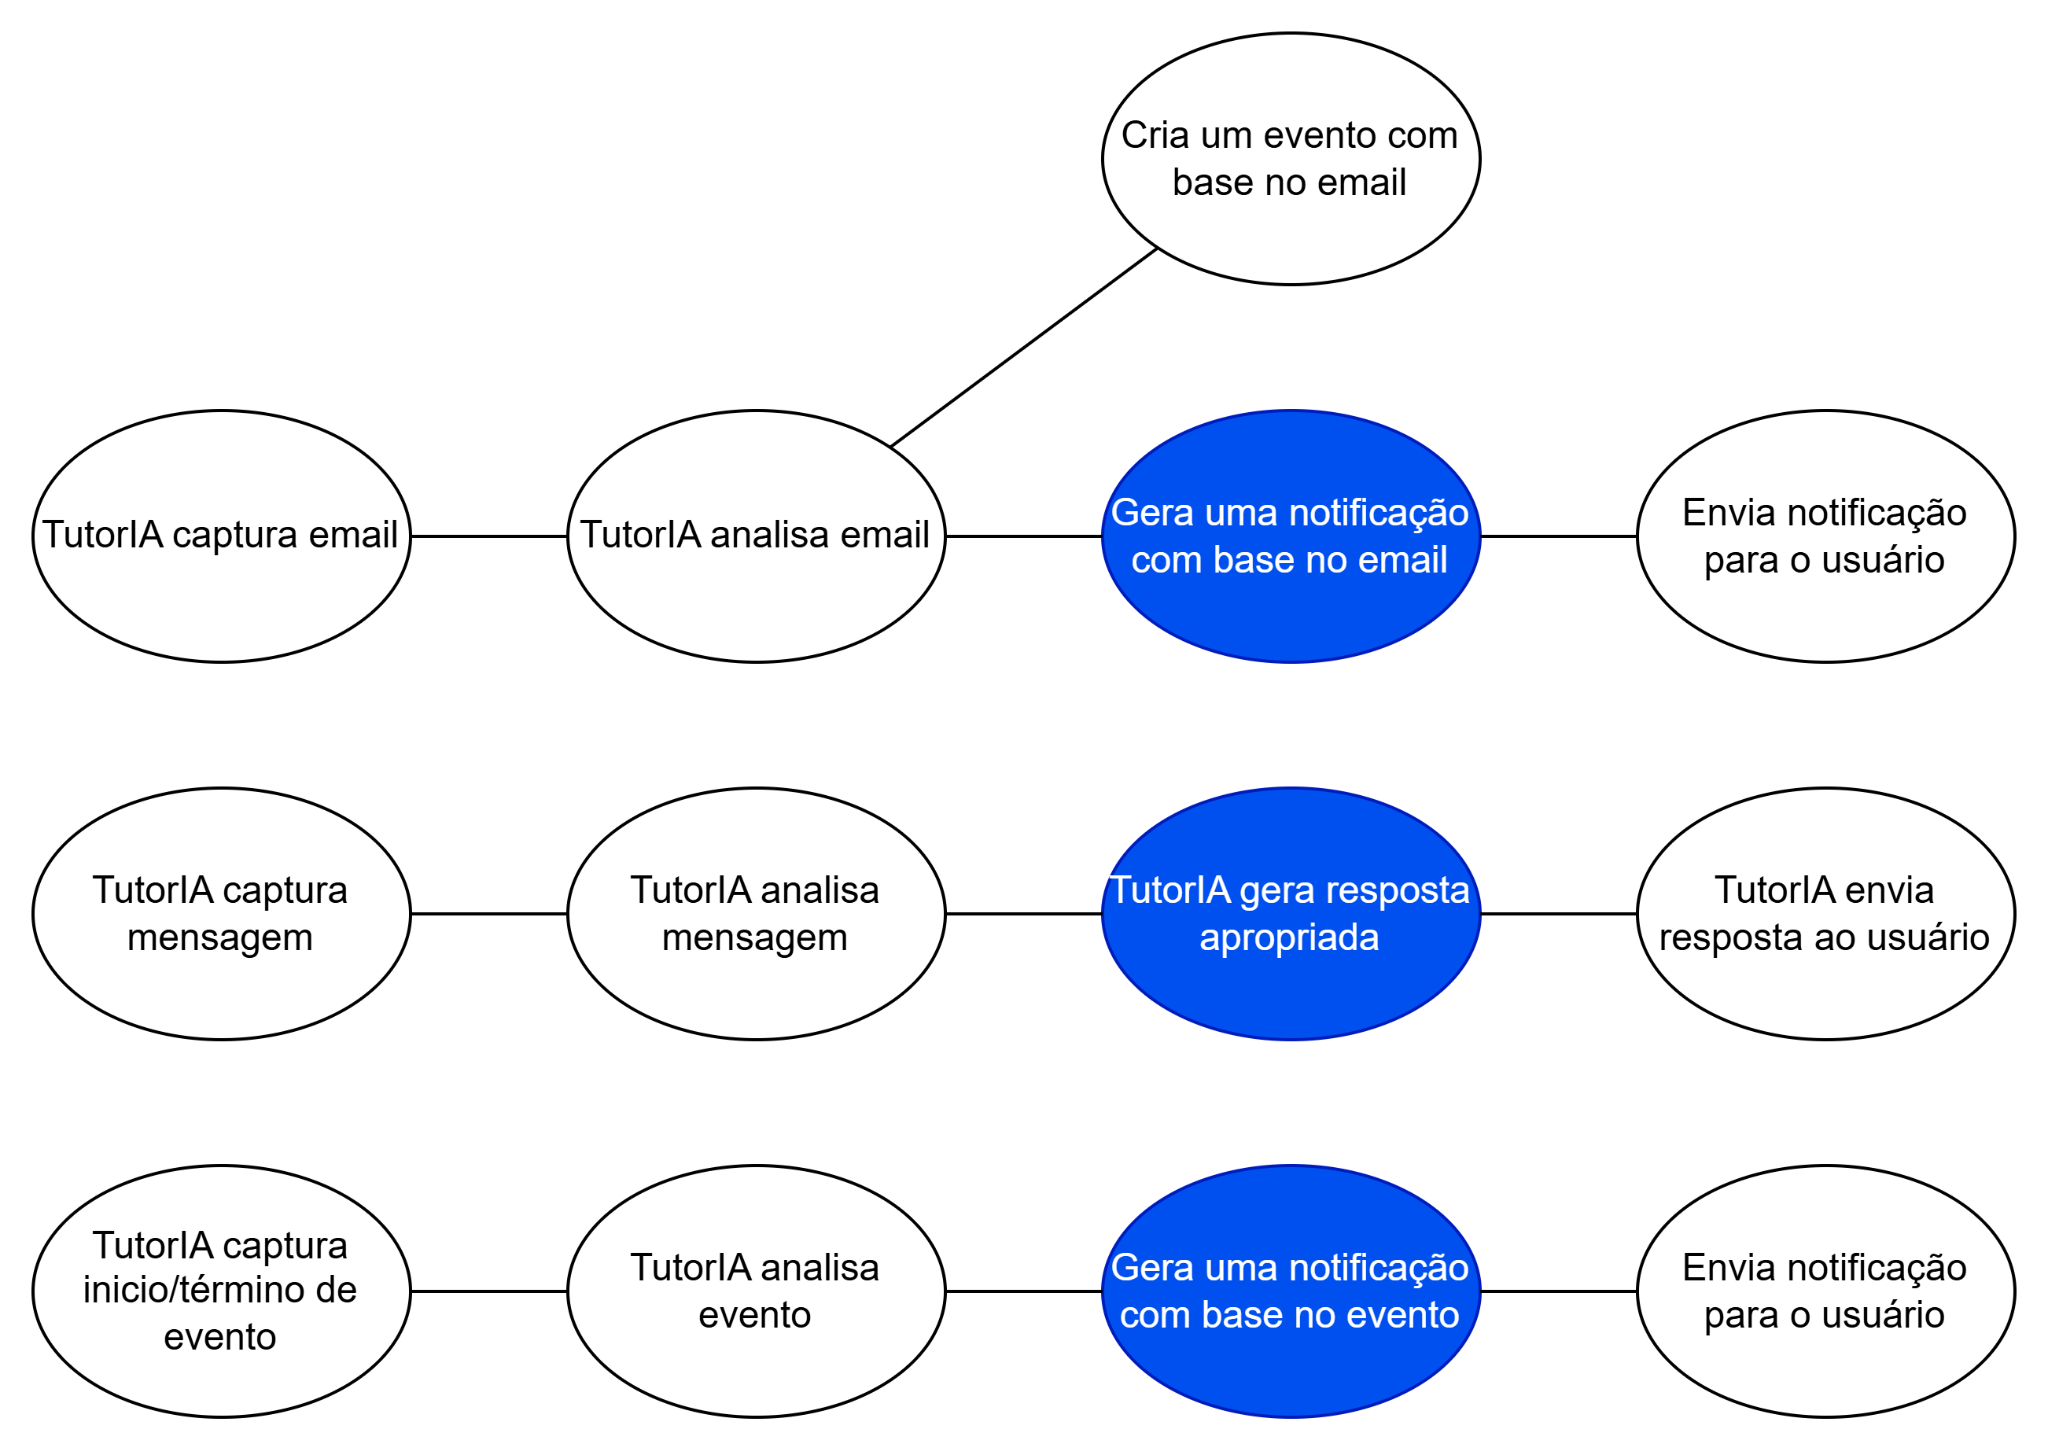 Cria um evento com
base no email
TutorIA captura email
TutorIA analisa email
Gera uma notificação
com base no email
Envia notificação
para o usuário
TutorIA captura
mensagem
TutorIA analisa
mensagem
TutorIA gera resposta
apropriada
TutorIA envia
resposta ao usuário
TutorIA captura
inicio/término de
evento
TutorIA analisa
evento
Gera uma notificação
com base no evento
Envia notificação
para o usuário